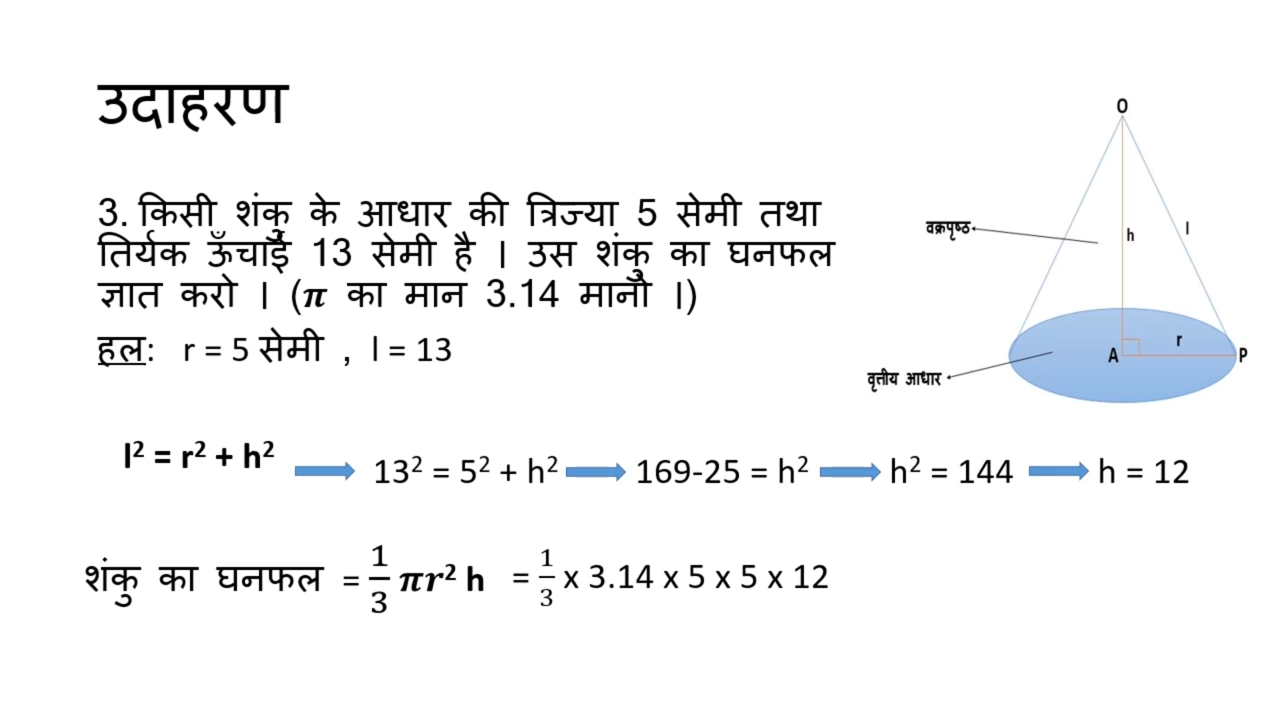 उदाहरण
3. किसी शंकु के आधार की त्रिज्या 5 सेमी तथा
तिर्यक ऊँचाई 13 सेमी है । उस शंकु का घनफल
ज्ञात करो । (π का मान 3.14 मानो ।)
हल: r = 5 सेमी , l = 13
l² = r² + h² 13² = 5² + h² 169-25 = h² h² = 144 h = 12
शंकु का घनफल = 1/3 πr² h = 1/3 x 3.14 x 5 x 5 x 12
O
वक्रपृष्ठ
h
l
r
A
P
वृत्तीय आधार